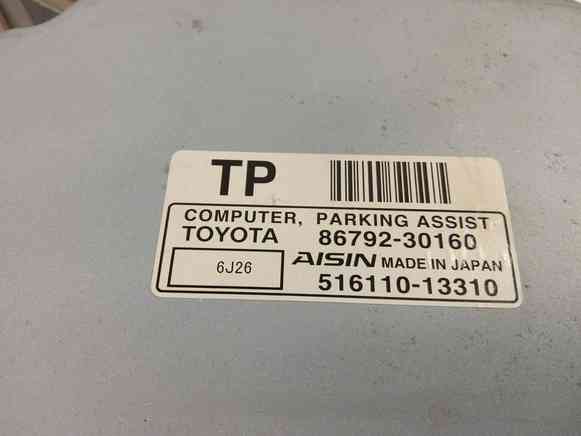 TP
COMPUTER, PARKING ASSIST
TOYOTA 86792-30160
6J26 AISIN MADE IN JAPAN
516110-13310